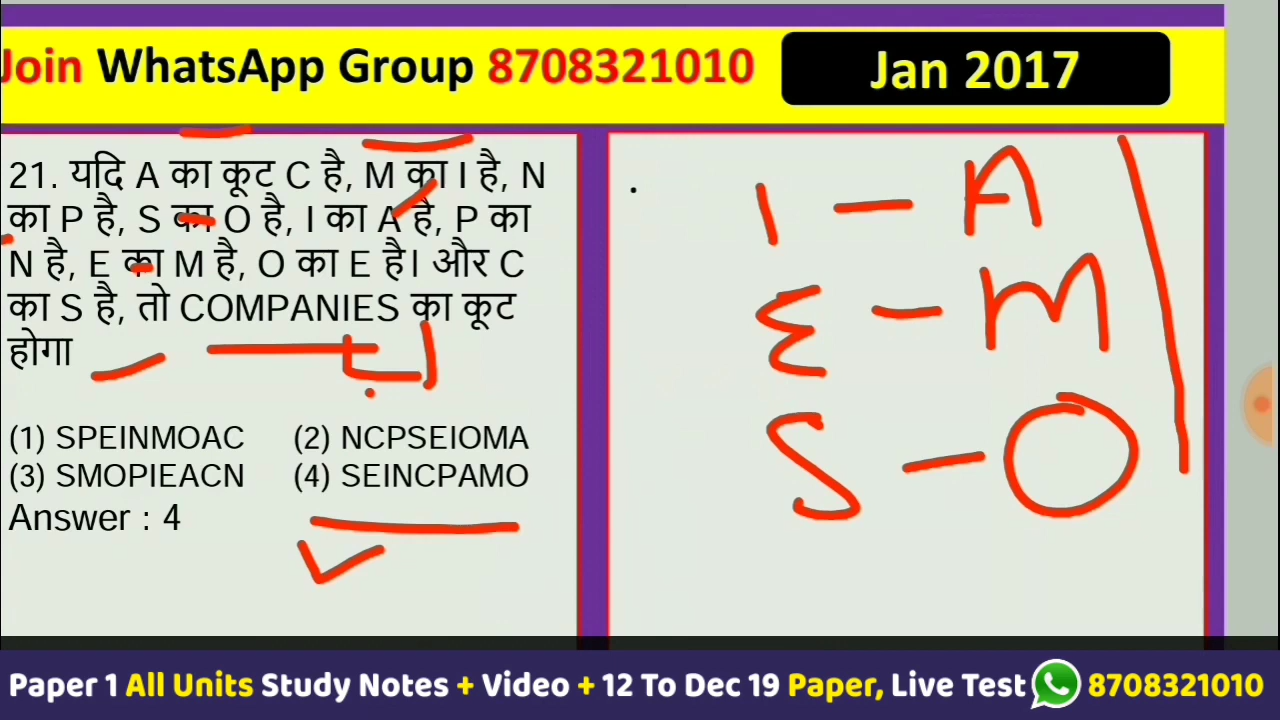 Join WhatsApp Group 8708321010
Jan 2017
21. यदि A का कूट C है, M का I है, N
का P है, S का O है, I का A है, P का
N है, E का M है, O का E है। और C
का S है, तो COMPANIES का कूट
होगा
(1) SPEINMOAC (2) NCPSEIOMA
(3) SMOPIEACN (4) SEINCPAMO
Answer : 4
I - A
E - M
S - O
Paper 1 All Units Study Notes + Video + 12 To Dec 19 Paper, Live Test 8708321010